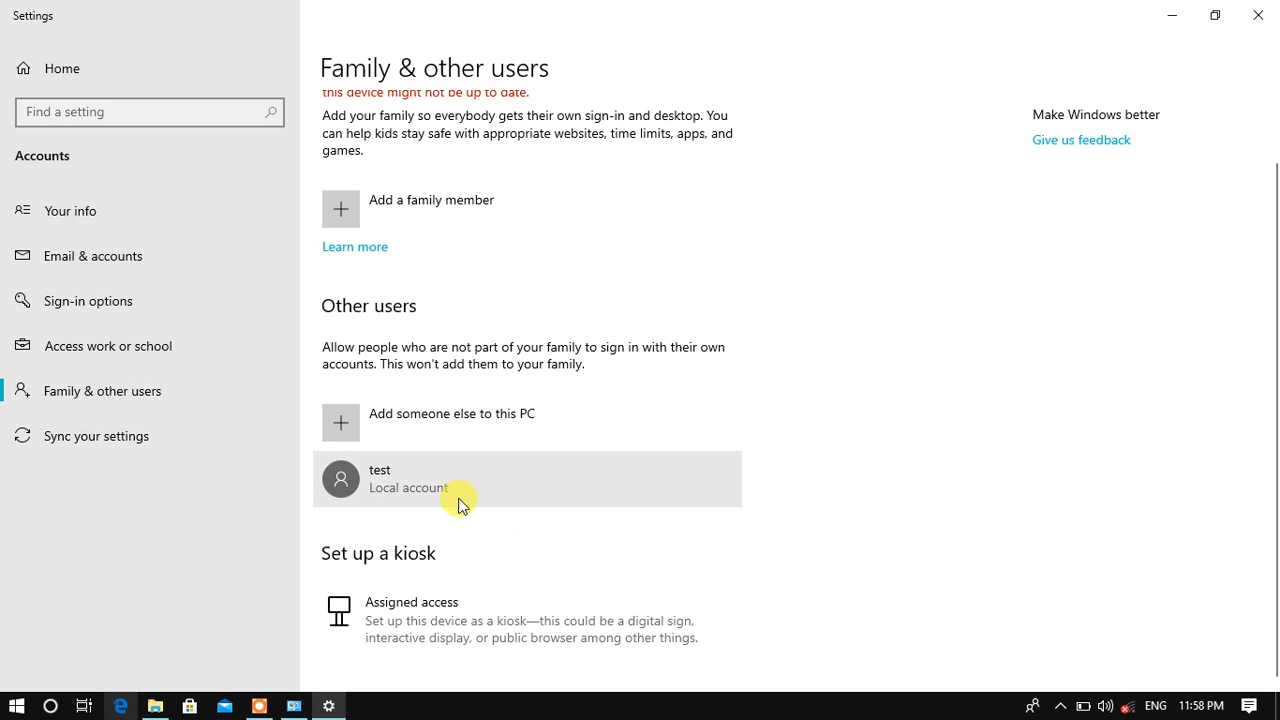 Settings
Home
Find a setting
Accounts
Your info
Email & accounts
Sign-in options
Access work or school
Family & other users
Sync your settings
Family & other users
this device might not be up to date.
Add your family so everybody gets their own sign-in and desktop. You
can help kids stay safe with appropriate websites, time limits, apps, and
games.
Add a family member
Learn more
Other users
Allow people who are not part of your family to sign in with their own
accounts. This won't add them to your family.
Add someone else to this PC
test
Local account
Set up a kiosk
Assigned access
Set up this device as a kiosk—this could be a digital sign,
interactive display, or public browser among other things.
Make Windows better
Give us feedback
ENG
11:58 PM